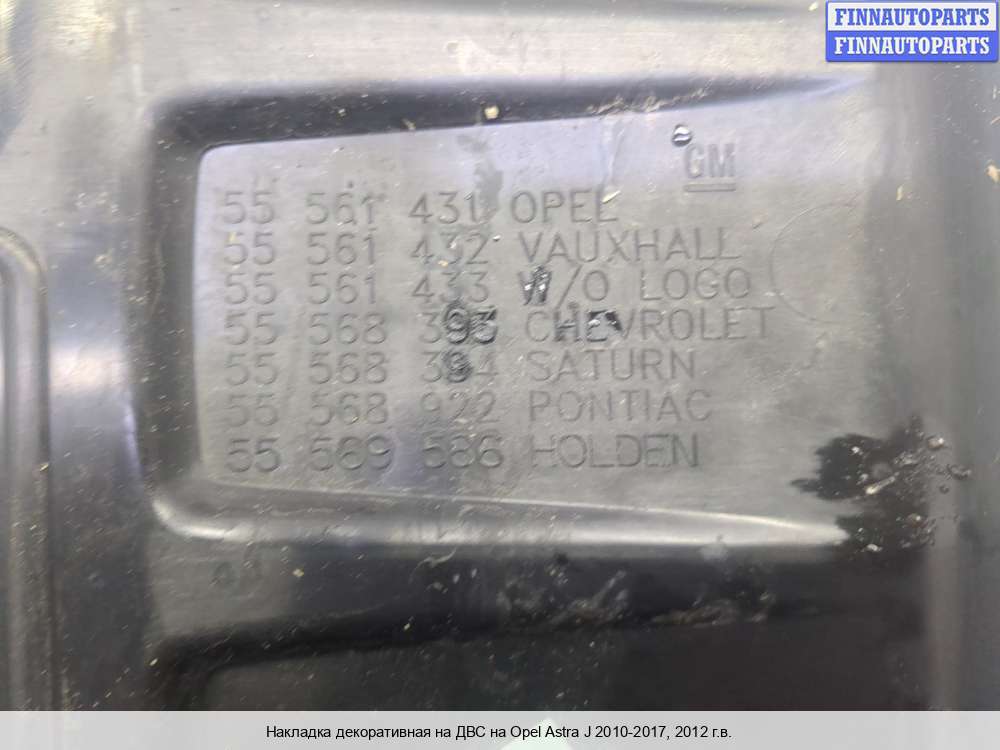 FINNAUTOPARTS
FINNAUTOPARTS
GM
55 561 431 OPEL
55 561 432 VAUXHALL
55 561 433 W/O LOGO
55 568 393 CHEVROLET
55 568 394 SATURN
55 568 922 PONTIAC
55 569 586 HOLDEN
Накладка декоративная на ДВС на Opel Astra J 2010-2017, 2012 г.в.